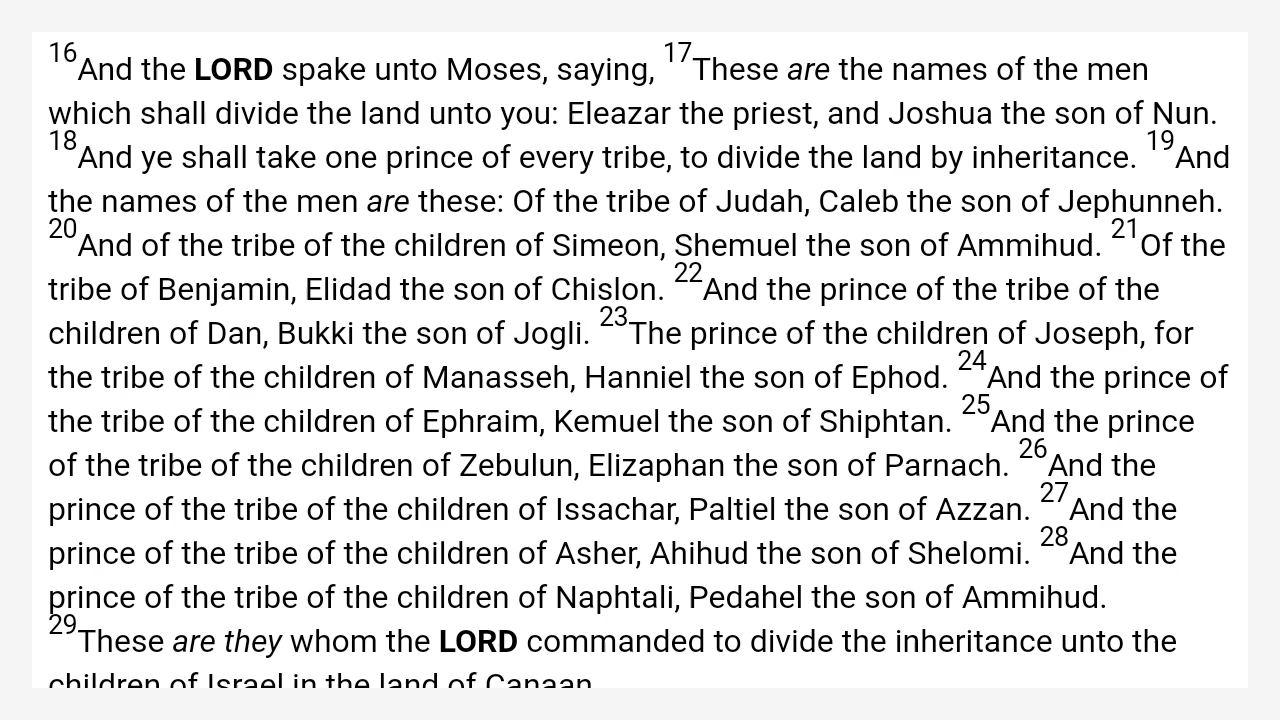 16And the LORD spake unto Moses, saying, 17These are the names of the men
which shall divide the land unto you: Eleazar the priest, and Joshua the son of Nun.
18And ye shall take one prince of every tribe, to divide the land by inheritance. 19And
the names of the men are these: Of the tribe of Judah, Caleb the son of Jephunneh.
20And of the tribe of the children of Simeon, Shemuel the son of Ammihud. 21Of the
tribe of Benjamin, Elidad the son of Chislon. 22And the prince of the tribe of the
children of Dan, Bukki the son of Jogli. 23The prince of the children of Joseph, for
the tribe of the children of Manasseh, Hanniel the son of Ephod. 24And the prince of
the tribe of the children of Ephraim, Kemuel the son of Shiphtan. 25And the prince
of the tribe of the children of Zebulun, Elizaphan the son of Parnach. 26And the
prince of the tribe of the children of Issachar, Paltiel the son of Azzan. 27And the
prince of the tribe of the children of Asher, Ahihud the son of Shelomi. 28And the
prince of the tribe of the children of Naphtali, Pedahel the son of Ammihud.
29These are they whom the LORD commanded to divide the inheritance unto the
children of Israel in the land of Canaan.